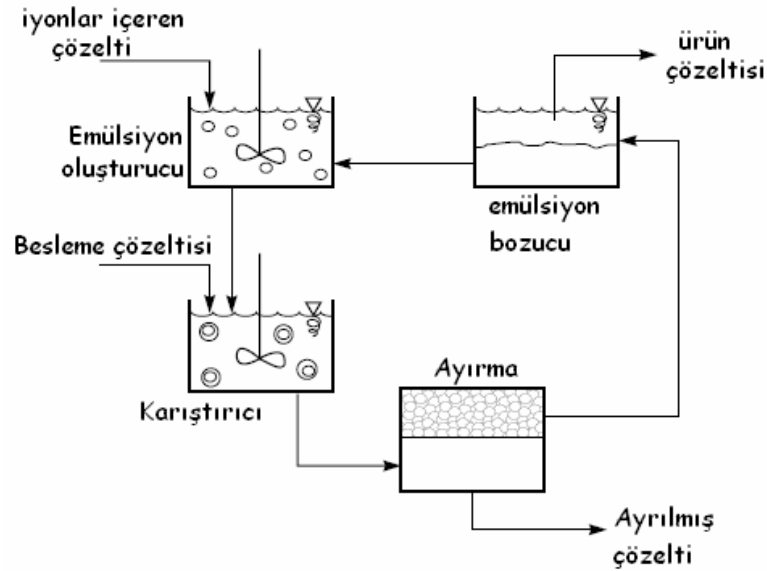 iyonlar içeren
çözelti
ürün
çözeltisi
Emülsiyon
oluşturucu
emülsiyon
bozucu
Besleme çözeltisi
Karıştırıcı
Ayırma
Ayrılmış
çözelti